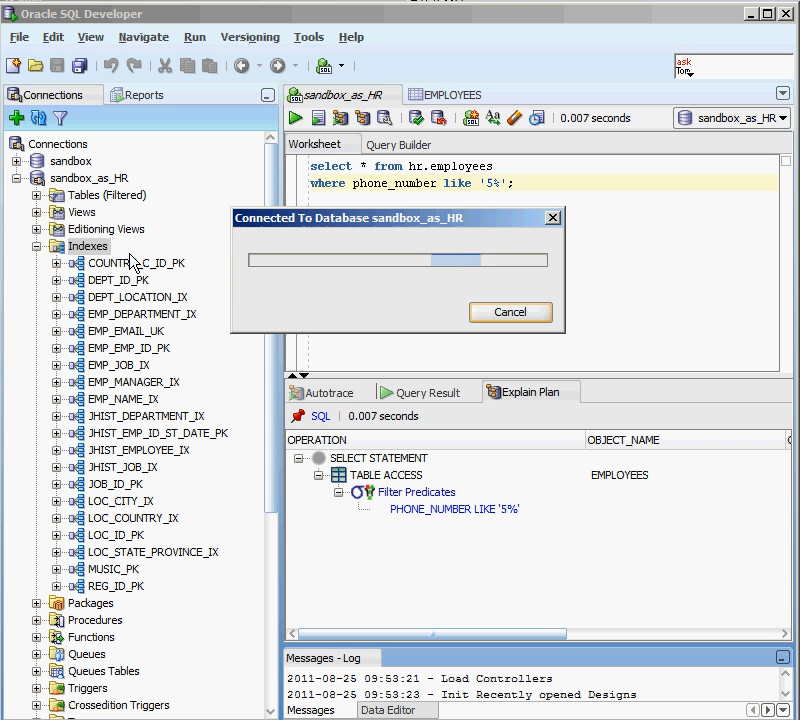 Oracle SQL Developer
File Edit View Navigate Run Versioning Tools Help
ask
Tom
Connections
Reports
sandbox_as_HR
EMPLOYEES
0.007 seconds
sandbox_as_HR
Worksheet
Query Builder
select * from hr.employees
where phone_number like '5%';
Connections
sandbox
sandbox_as_HR
Tables (Filtered)
Views
Editioning Views
Indexes
DEPT_ID_PK
DEPT_LOCATION_IX
EMP_DEPARTMENT_IX
EMP_EMAIL_UK
EMP_EMP_ID_PK
EMP_JOB_IX
EMP_MANAGER_IX
EMP_NAME_IX
JHIST_DEPARTMENT_IX
JHIST_EMP_ID_ST_DATE_PK
JHIST_EMPLOYEE_IX
JHIST_JOB_IX
JOB_ID_PK
LOC_CITY_IX
LOC_COUNTRY_IX
LOC_ID_PK
LOC_STATE_PROVINCE_IX
MUSIC_PK
REG_ID_PK
Packages
Procedures
Functions
Queues
Queues Tables
Triggers
Crossedition Triggers
Connected To Database sandbox_as_HR
Cancel
Autotrace
Query Result
Explain Plan
SQL
0.007 seconds
OPERATION
OBJECT_NAME
SELECT STATEMENT
TABLE ACCESS
EMPLOYEES
Filter Predicates
PHONE_NUMBER LIKE '5%'
Messages - Log
2011-08-25 09:53:21 - Load Controllers
2011-08-25 09:53:23 - Init Recently opened Designs
Messages
Data Editor